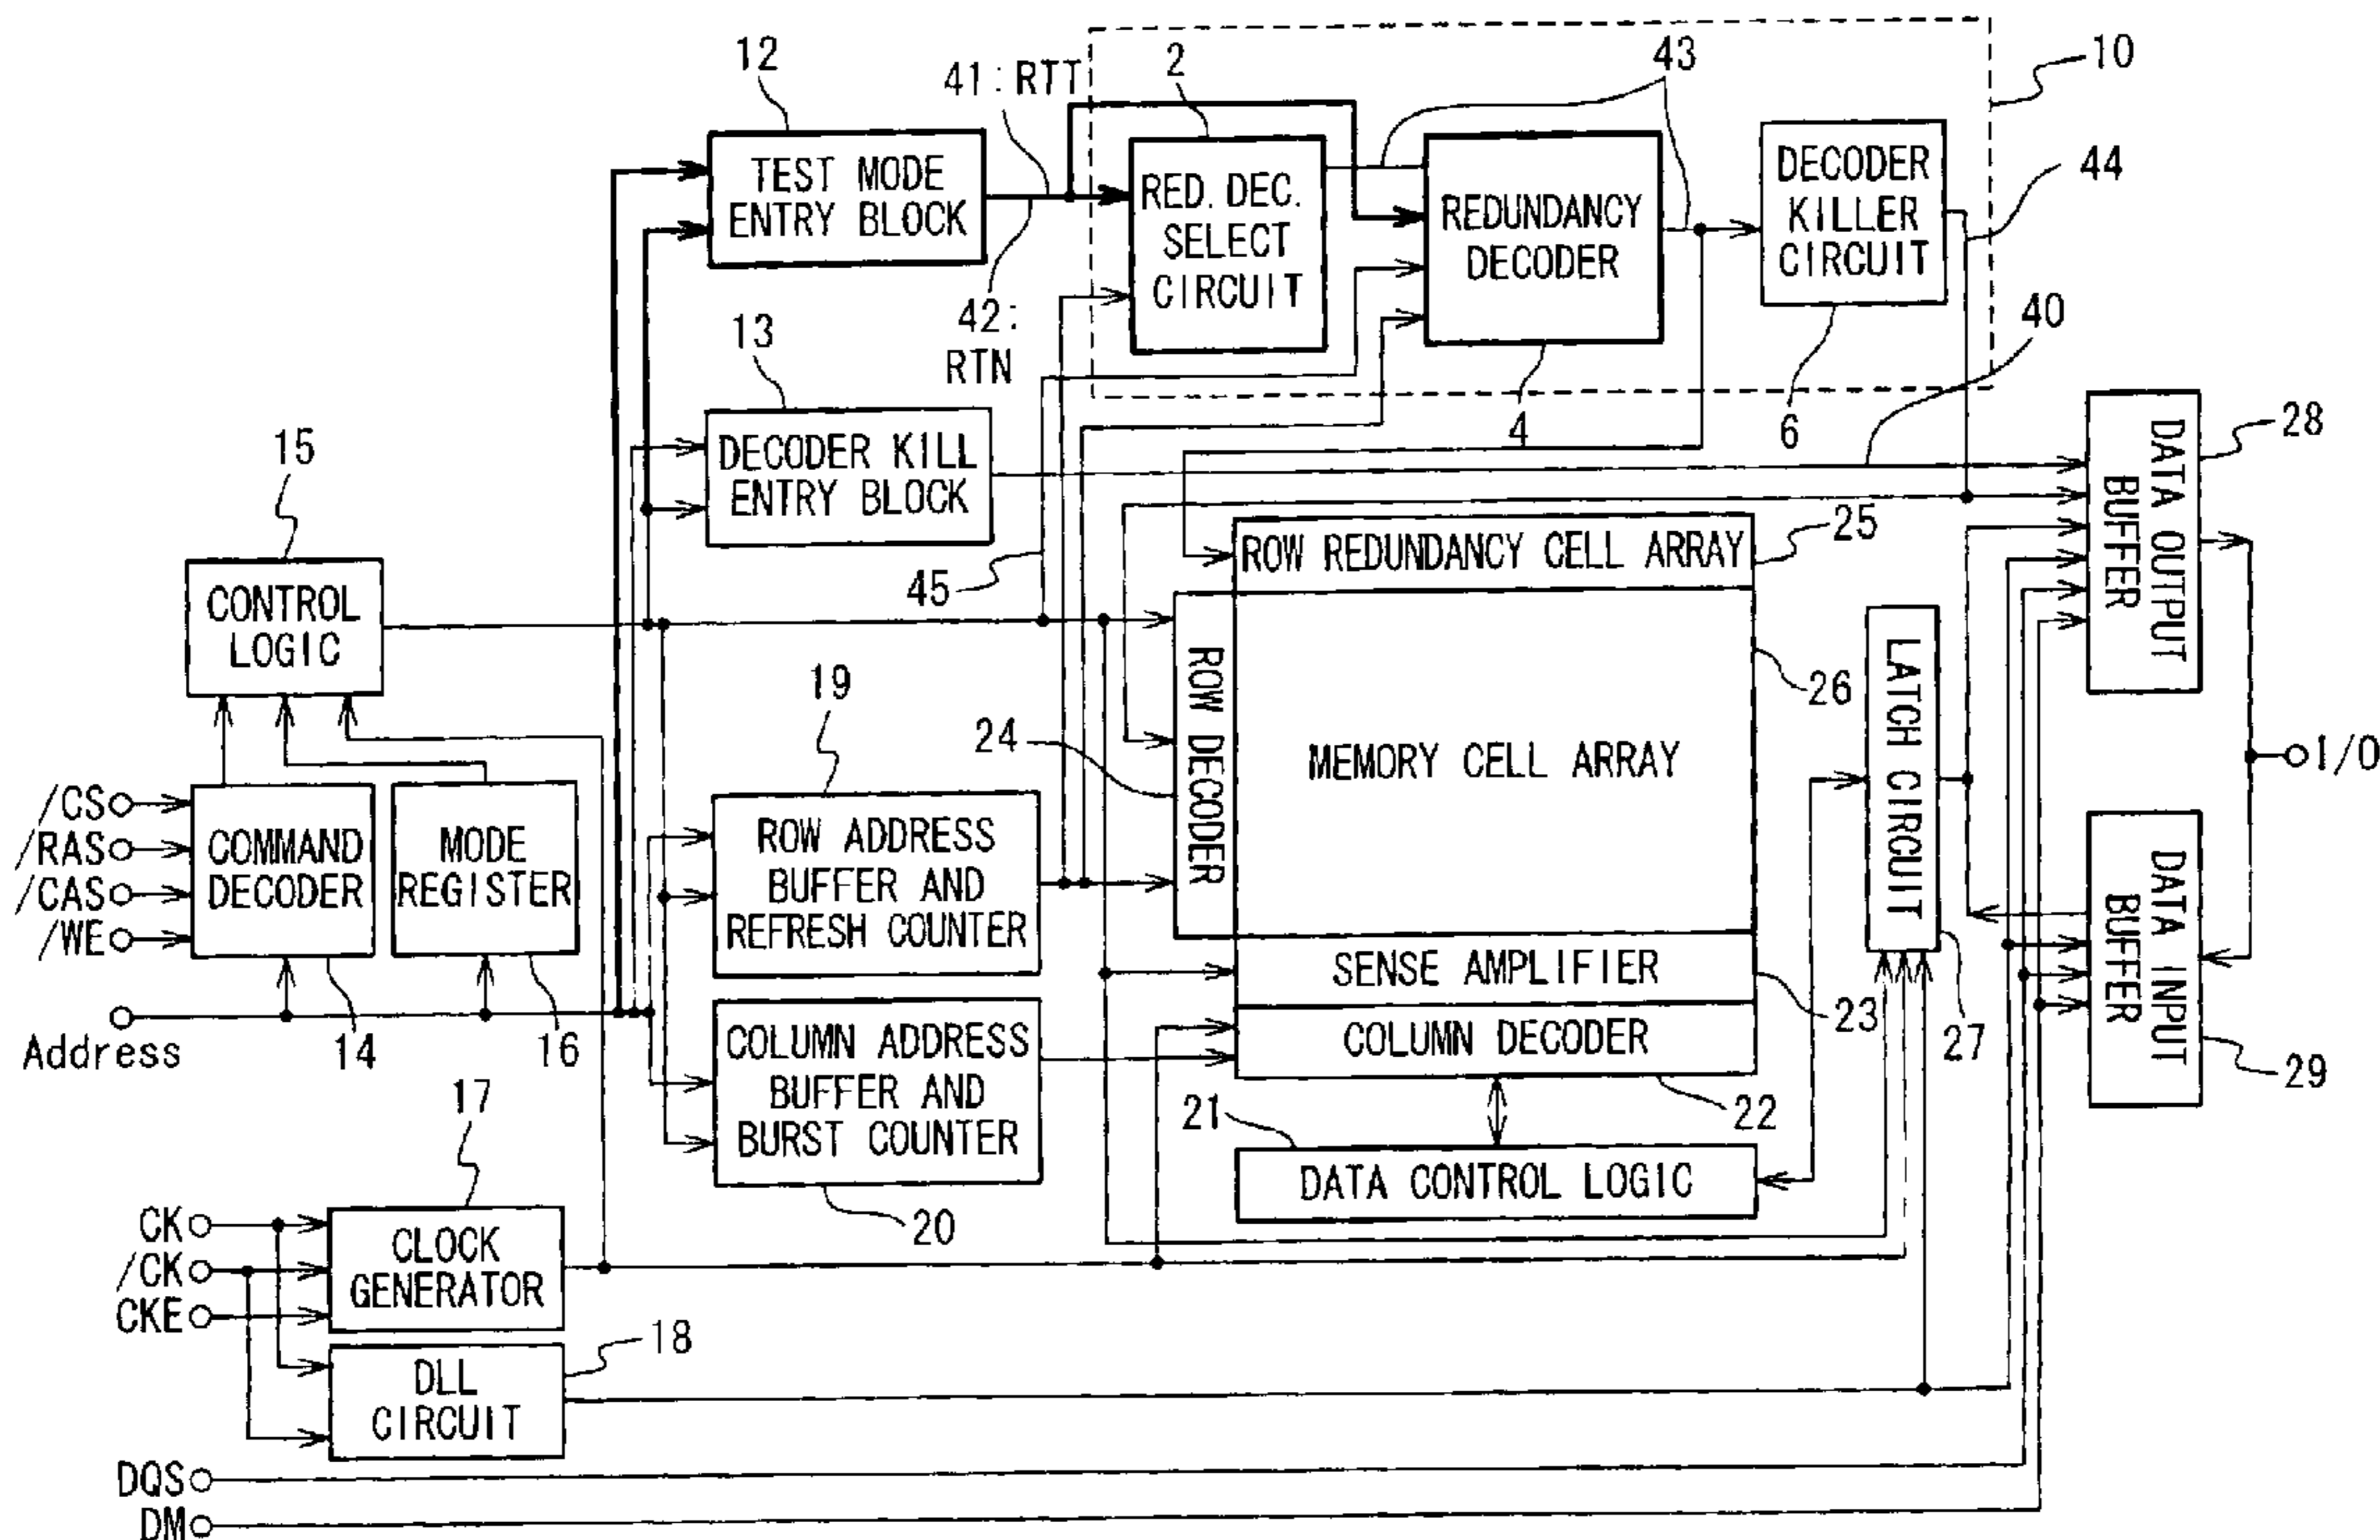 12
41:RTT
2
43
10
TEST MODE
ENTRY BLOCK
RED. DEC.
SELECT
CIRCUIT
REDUNDANCY
DECODER
DECODER
KILLER
CIRCUIT
44
42:
RTN
40
13
4
6
DECODER KILL
ENTRY BLOCK
15
28
DATA OUTPUT
BUFFER
25
ROW REDUNDANCY CELL ARRAY
45
CONTROL
LOGIC
ROW DECODER
LATCH CIRCUIT
26
19
24
MEMORY CELL ARRAY
I/O
/CS
/RAS
/CAS
/WE
COMMAND
DECODER
MODE
REGISTER
ROW ADDRESS
BUFFER AND
REFRESH COUNTER
DATA INPUT
BUFFER
SENSE AMPLIFIER
23
27
Address
14
16
COLUMN ADDRESS
BUFFER AND
BURST COUNTER
COLUMN DECODER
29
17
21
22
DATA CONTROL LOGIC
20
CK
/CK
CKE
CLOCK
GENERATOR
18
DLL
CIRCUIT
DQS
DM